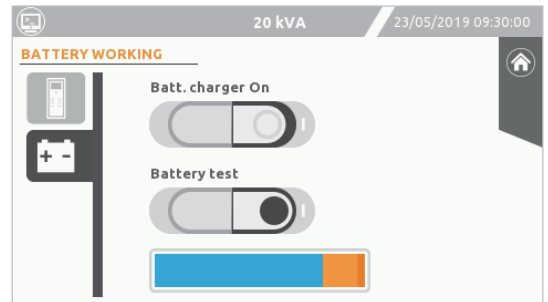 20 kVA
23/05/2019 09:30:00
BATTERY WORKING
Batt. charger On
+ -
Battery test